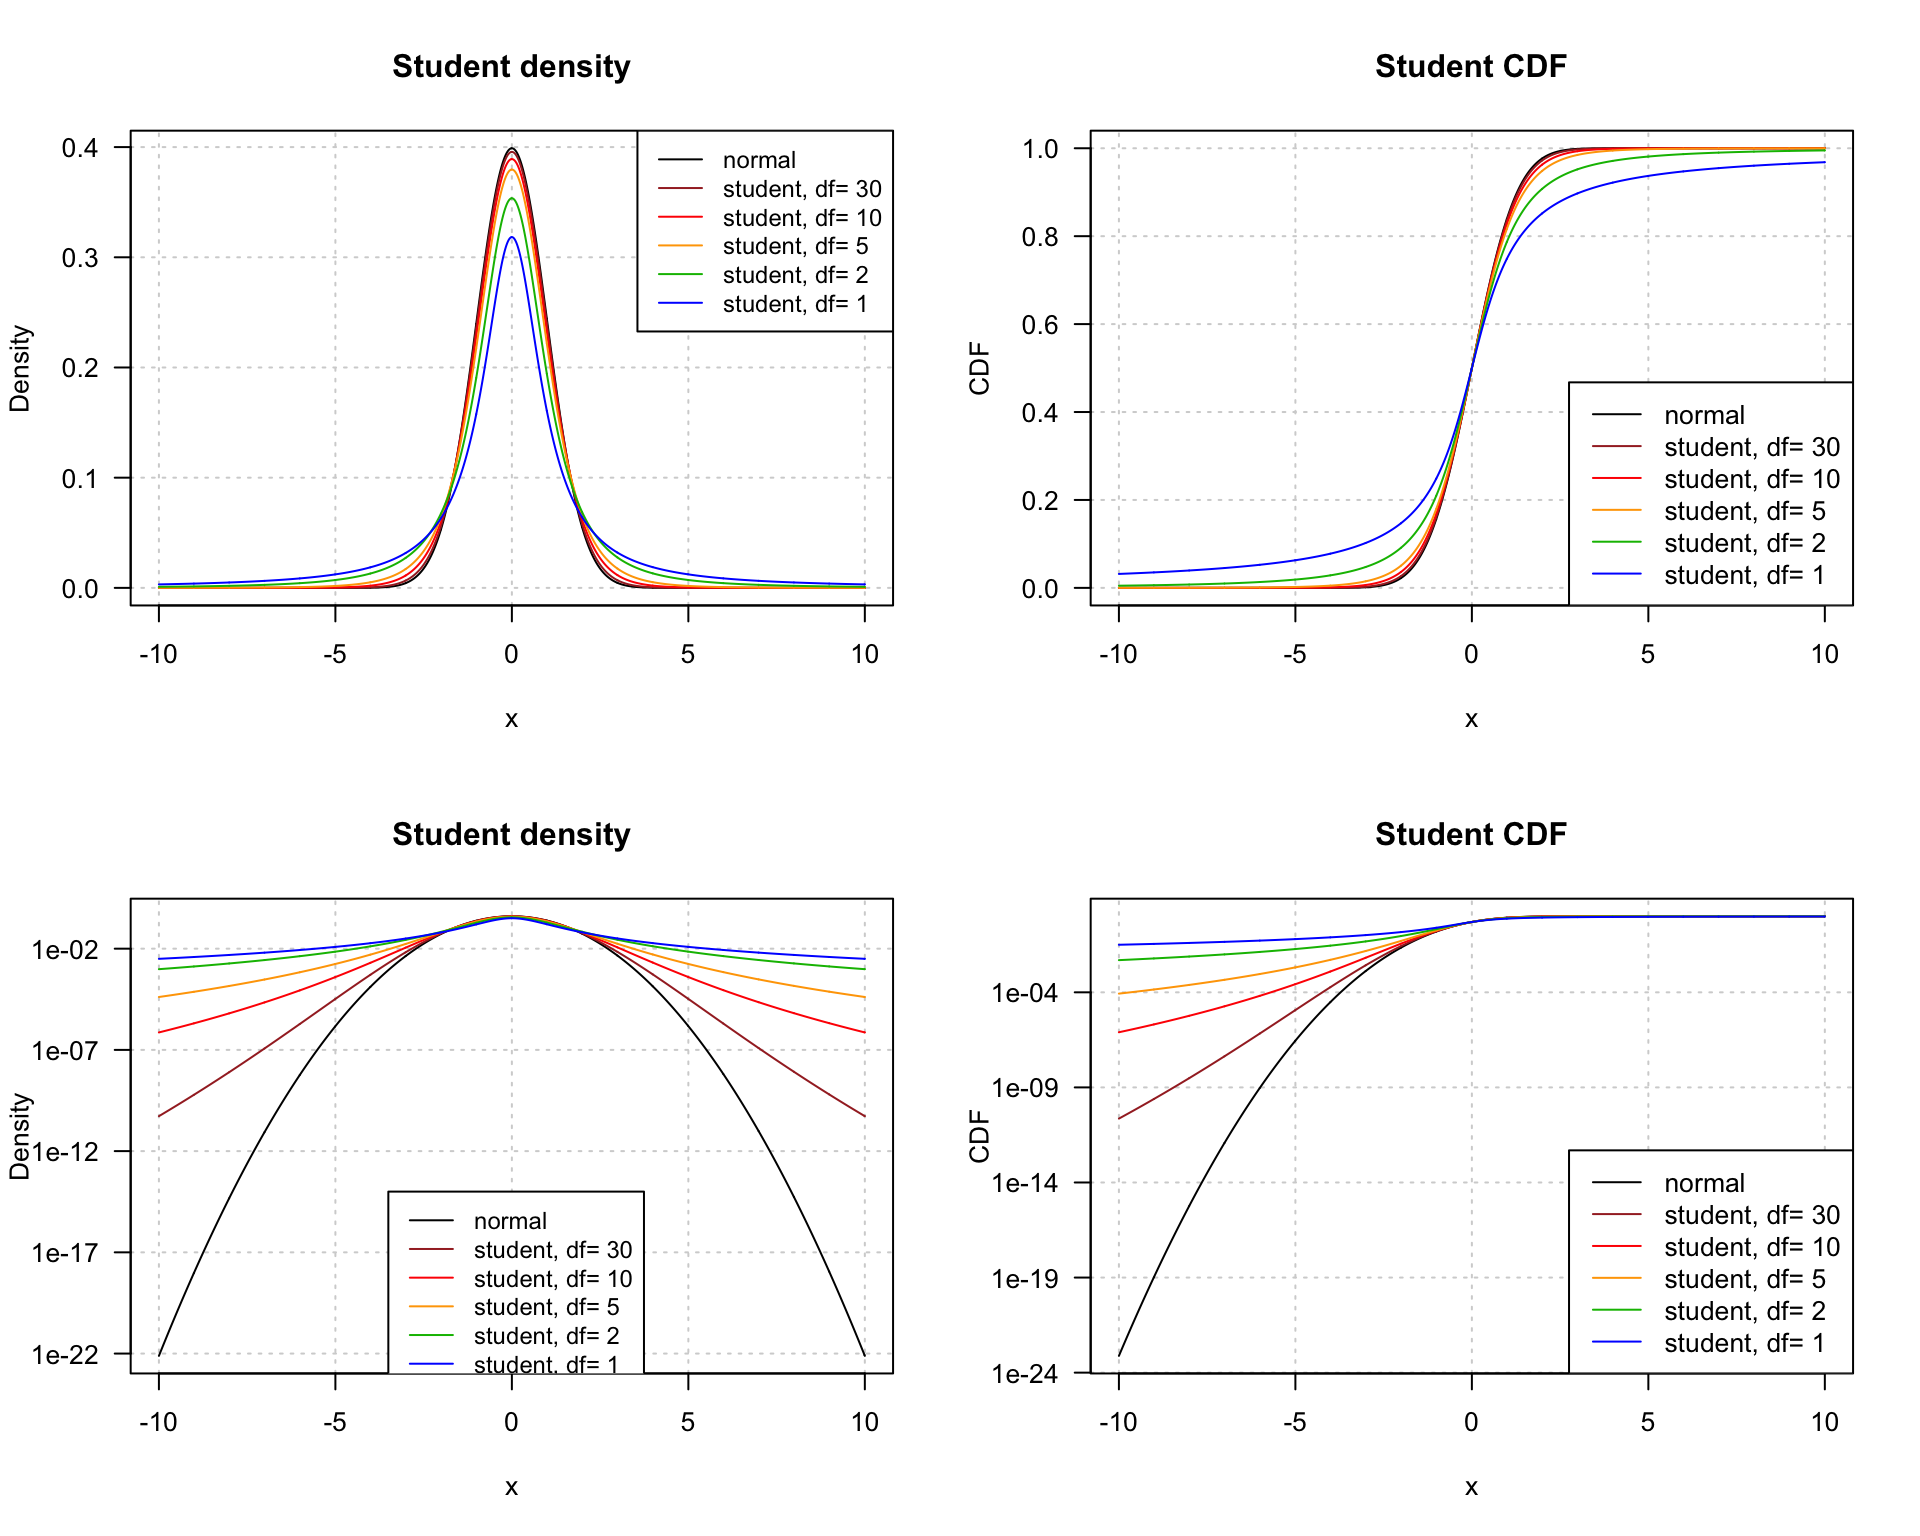 Student density
Density
0.4
0.3
0.2
0.1
0.0
normal
student, df= 30
student, df= 10
student, df= 5
student, df= 2
student, df= 1
-10 -5 0 5 10
x
Student CDF
CDF
1.0
0.8
0.6
0.4
0.2
0.0
normal
student, df= 30
student, df= 10
student, df= 5
student, df= 2
student, df= 1
-10 -5 0 5 10
x
Student density
Density
1e-02
1e-07
1e-12
1e-17
1e-22
normal
student, df= 30
student, df= 10
student, df= 5
student, df= 2
student, df= 1
-10 -5 0 5 10
x
Student CDF
CDF
1e-04
1e-09
1e-14
1e-19
1e-24
normal
student, df= 30
student, df= 10
student, df= 5
student, df= 2
student, df= 1
-10 -5 0 5 10
x